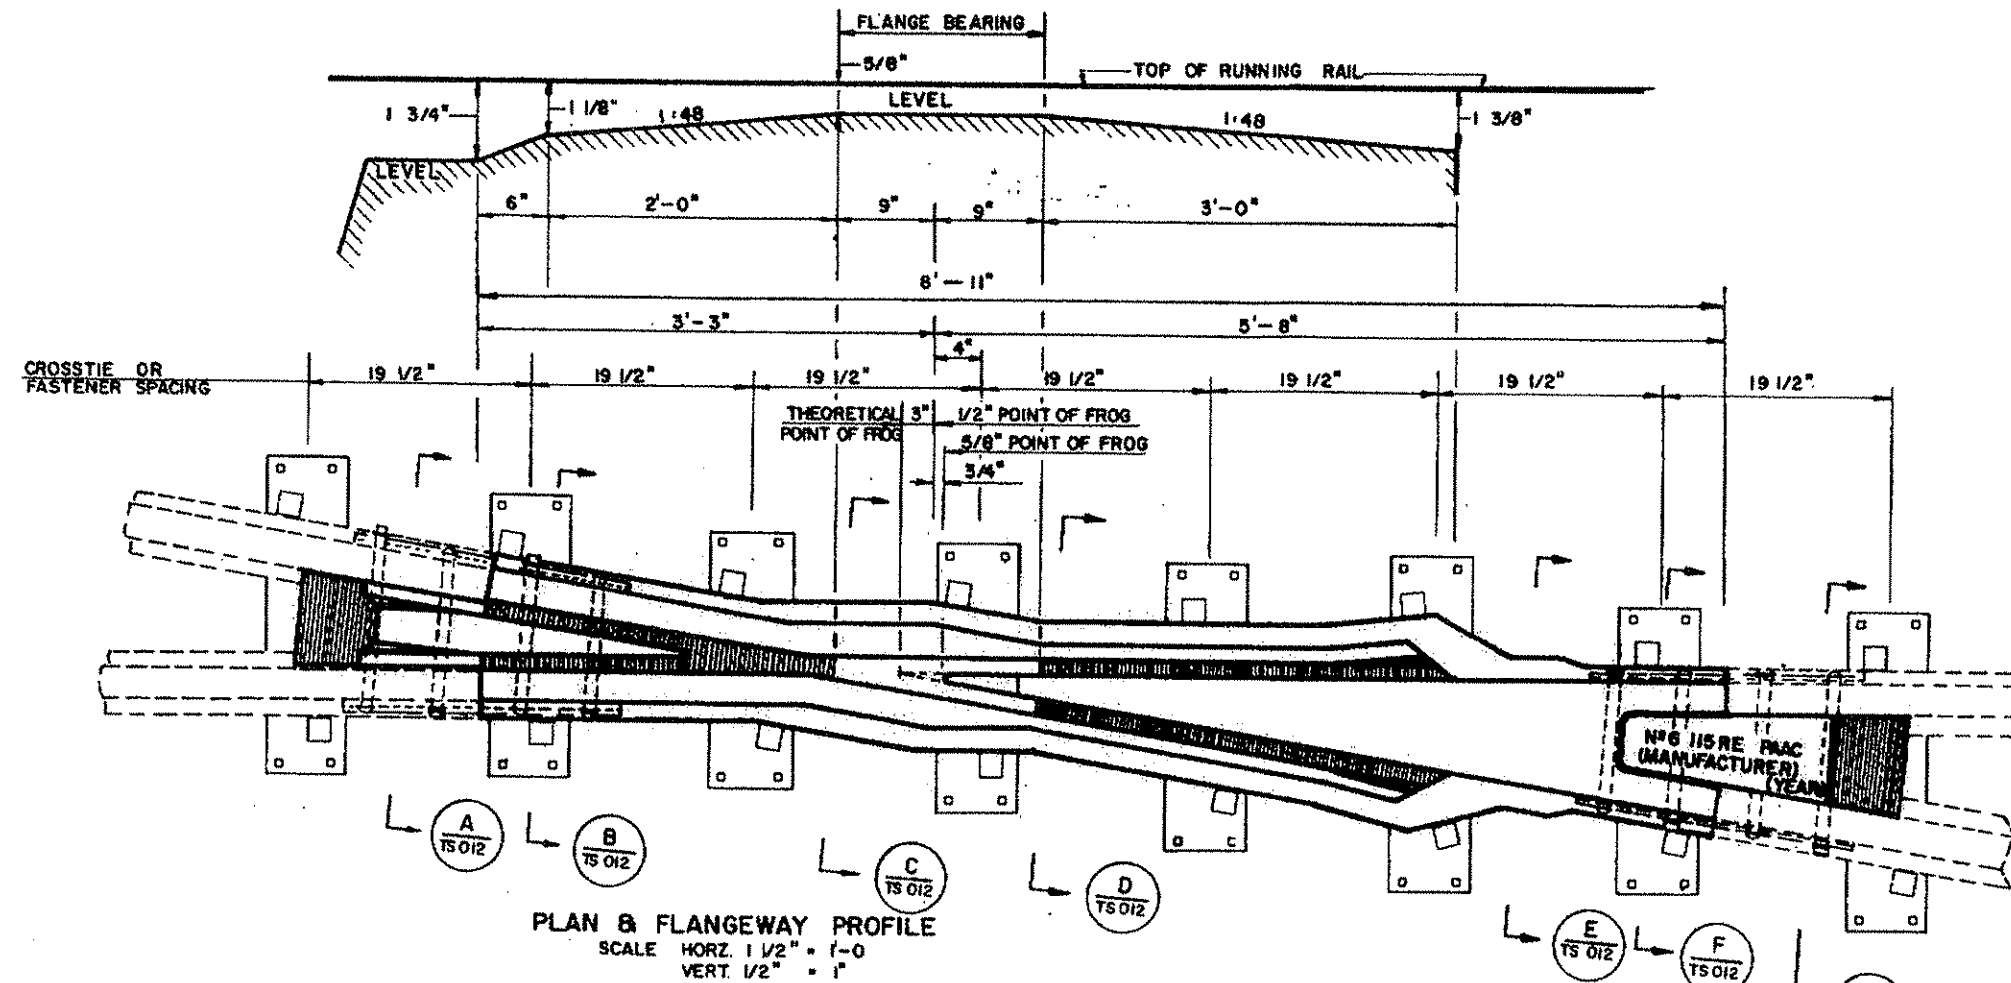 FLANGE BEARING
5/8"
TOP OF RUNNING RAIL
1 3/4"
1 1/8"
1:48
LEVEL
1:48
1 3/8"
LEVEL
6"
2'-0"
9"
9"
3'-0"
8'-11"
3'-3"
5'-8"
4"
CROSSTIE OR
FASTENER SPACING
19 1/2"
19 1/2"
19 1/2"
19 1/2"
19 1/2"
19 1/2"
19 1/2"
THEORETICAL
POINT OF FROG
3"
1/2" POINT OF FROG
5/8" POINT OF FROG
3/4"
Nº6 115RE PAAC
(MANUFACTURER)
(YEAR)
A
TS 012
B
TS 012
C
TS 012
D
TS 012
E
TS 012
F
TS 012
PLAN & FLANGEWAY PROFILE
SCALE HORZ. 1 1/2" = 1'-0
VERT. 1/2" = 1"